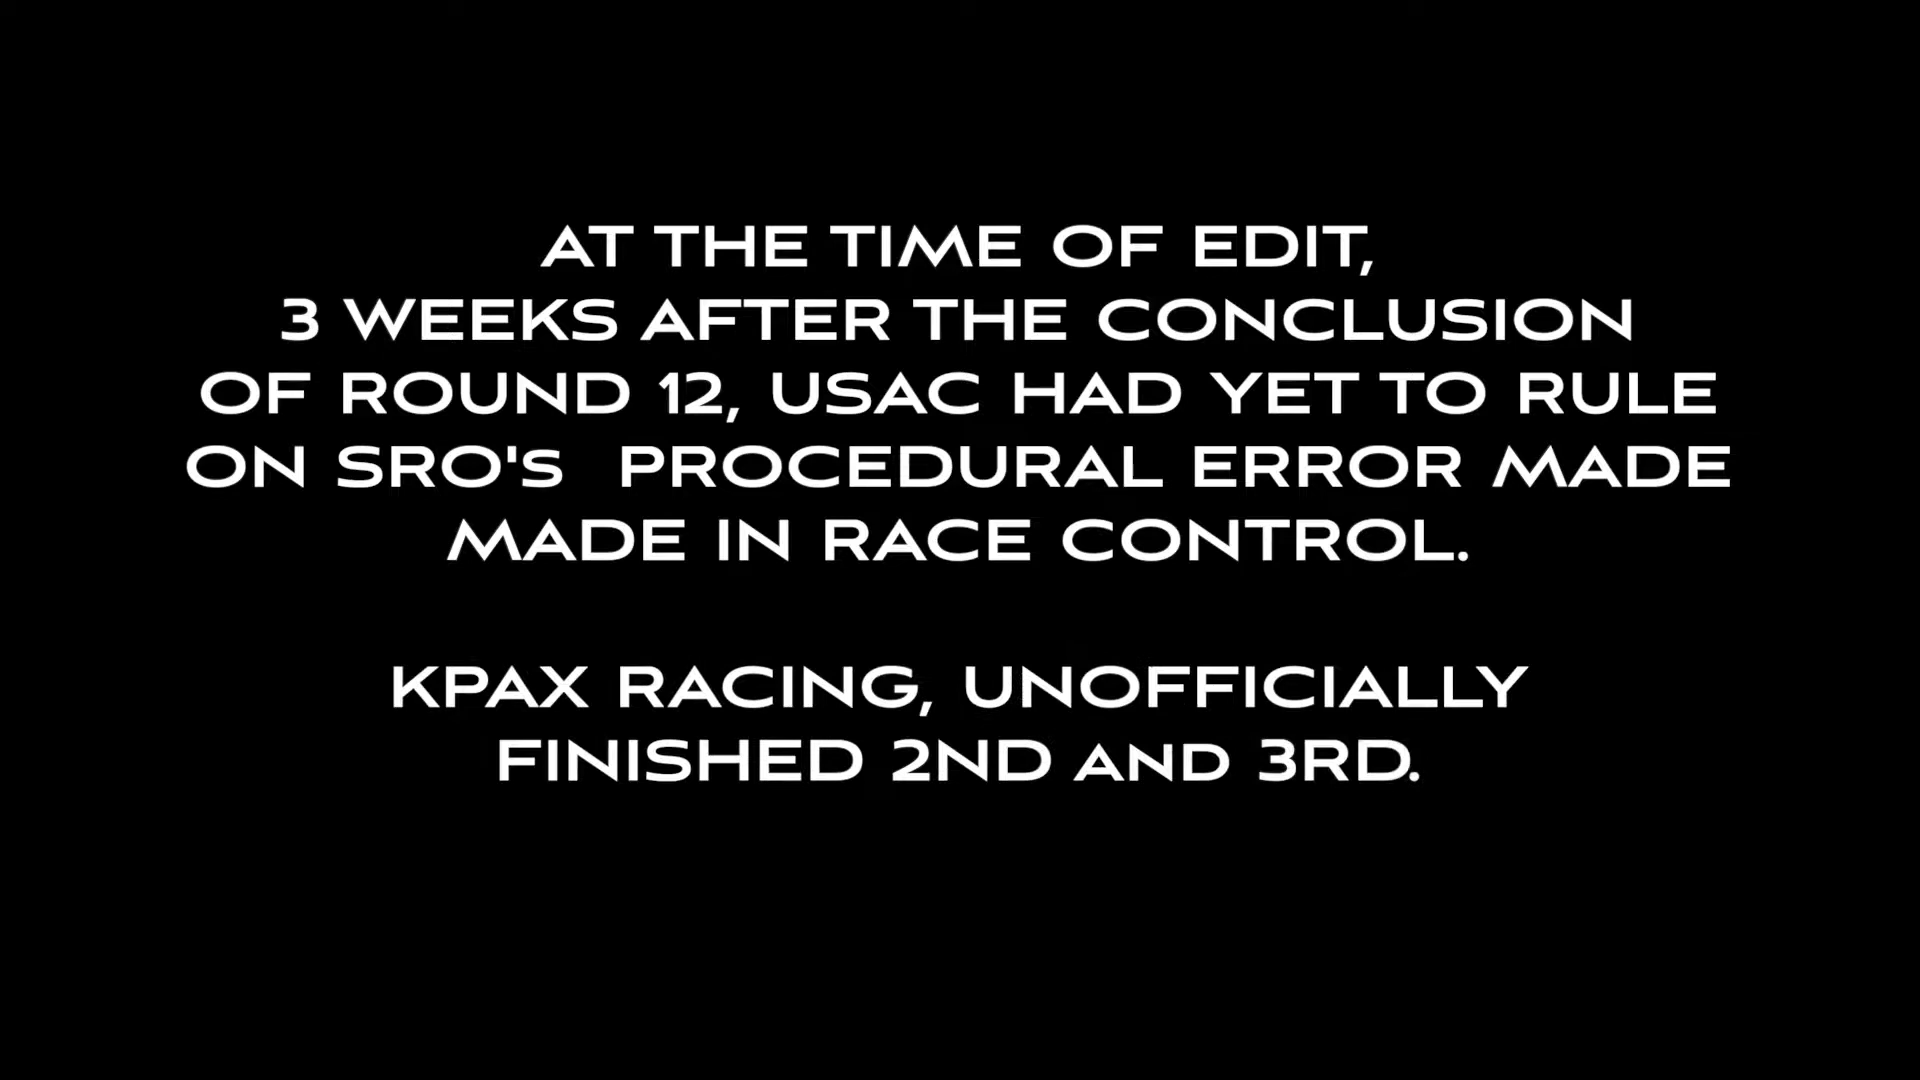 AT THE TIME OF EDIT,
3 WEEKS AFTER THE CONCLUSION
OF ROUND 12, USAC HAD YET TO RULE
ON SRO's  PROCEDURAL ERROR MADE
MADE IN RACE CONTROL.
KPAX RACING, UNOFFICIALLY
FINISHED 2ND AND 3RD.